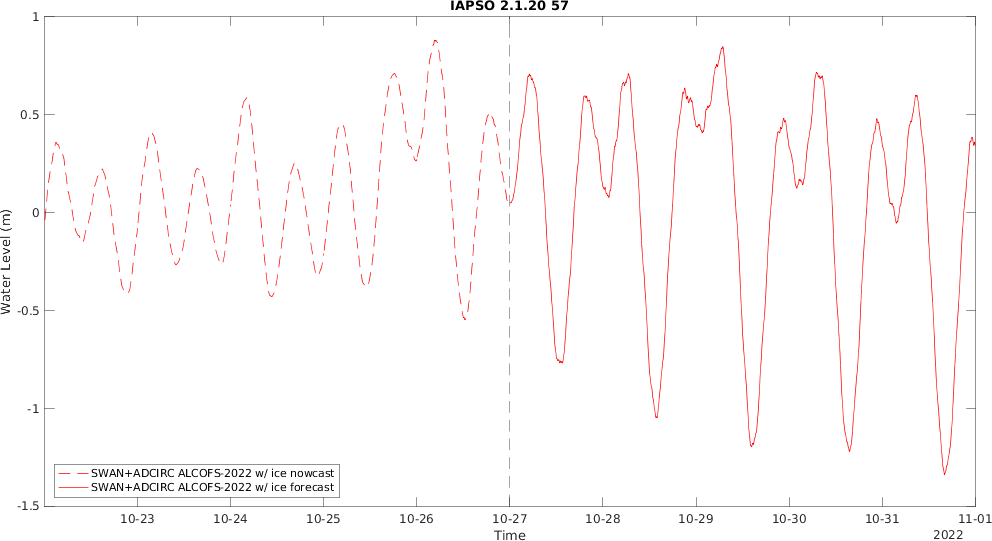 IAPSO 2.1.20 57
1
0.5
0
-0.5
-1
-1.5
Water Level (m)
SWAN+ADCIRC ALCOFS-2022 w/ ice nowcast
SWAN+ADCIRC ALCOFS-2022 w/ ice forecast
10-23 10-24 10-25 10-26 10-27 10-28 10-29 10-30 10-31 11-01
Time
2022